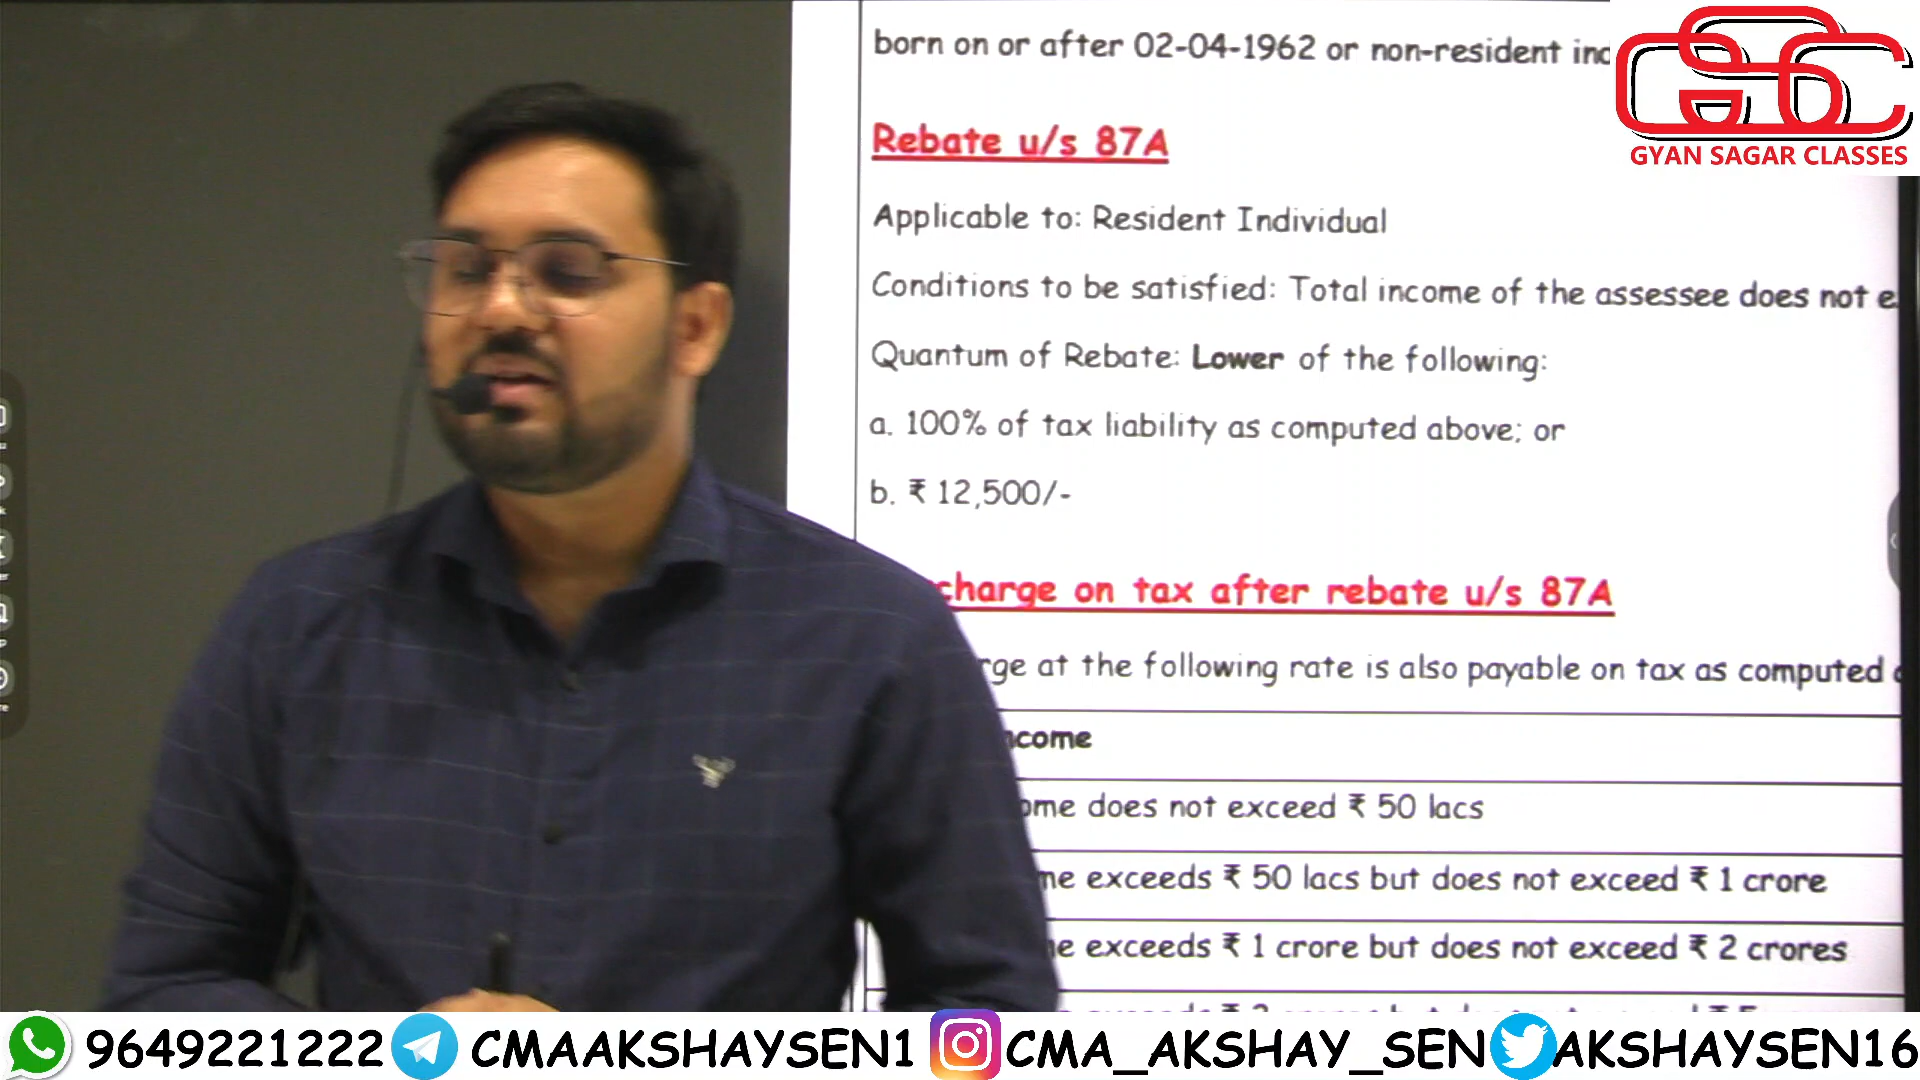 born on or after 02-04-1962 or non-resident
GSC
GYAN SAGAR CLASSES
Rebate u/s 87A
Applicable to: Resident Individual
Conditions to be satisfied: Total income of the assessee does not
Quantum of Rebate: Lower of the following:
a. 100% of tax liability as computed above; or
b. ₹ 12,500/-
charge on tax after rebate u/s 87A
rge at the following rate is also payable on tax as computed
ncome
ome does not exceed ₹ 50 lacs
me exceeds ₹ 50 lacs but does not exceed ₹ 1 crore
e exceeds ₹ 1 crore but does not exceed ₹ 2 crores
9649221222 CMAAKSHAYSEN1 CMA_AKSHAY_SEN AKSHAYSEN16